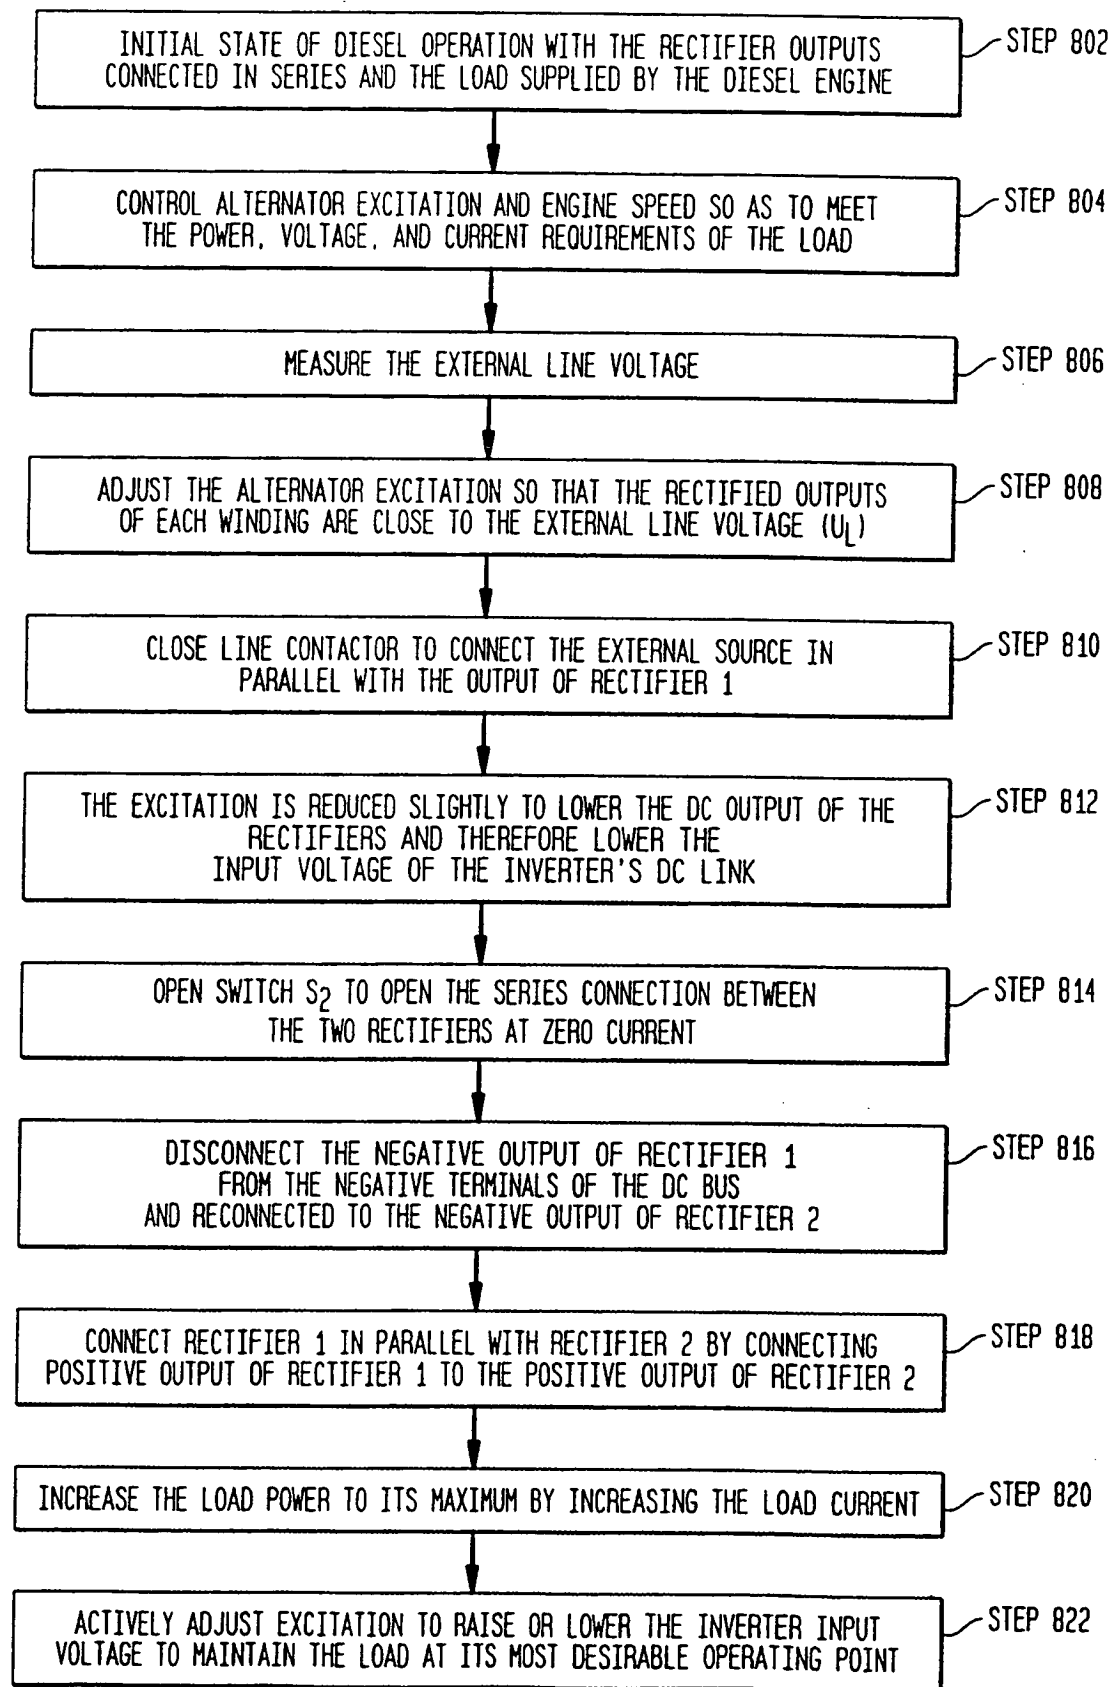 INITIAL STATE OF DIESEL OPERATION WITH THE RECTIFIER OUTPUTS
CONNECTED IN SERIES AND THE LOAD SUPPLIED BY THE DIESEL ENGINE
STEP 802
CONTROL ALTERNATOR EXCITATION AND ENGINE SPEED SO AS TO MEET
THE POWER, VOLTAGE, AND CURRENT REQUIREMENTS OF THE LOAD
STEP 804
MEASURE THE EXTERNAL LINE VOLTAGE
STEP 806
ADJUST THE ALTERNATOR EXCITATION SO THAT THE RECTIFIED OUTPUTS
OF EACH WINDING ARE CLOSE TO THE EXTERNAL LINE VOLTAGE (UL)
STEP 808
CLOSE LINE CONTACTOR TO CONNECT THE EXTERNAL SOURCE IN
PARALLEL WITH THE OUTPUT OF RECTIFIER 1
STEP 810
THE EXCITATION IS REDUCED SLIGHTLY TO LOWER THE DC OUTPUT OF THE
RECTIFIERS AND THEREFORE LOWER THE
INPUT VOLTAGE OF THE INVERTER'S DC LINK
STEP 812
OPEN SWITCH S2 TO OPEN THE SERIES CONNECTION BETWEEN
THE TWO RECTIFIERS AT ZERO CURRENT
STEP 814
DISCONNECT THE NEGATIVE OUTPUT OF RECTIFIER 1
FROM THE NEGATIVE TERMINALS OF THE DC BUS
AND RECONNECTED TO THE NEGATIVE OUTPUT OF RECTIFIER 2
STEP 816
CONNECT RECTIFIER 1 IN PARALLEL WITH RECTIFIER 2 BY CONNECTING
POSITIVE OUTPUT OF RECTIFIER 1 TO THE POSITIVE OUTPUT OF RECTIFIER 2
STEP 818
INCREASE THE LOAD POWER TO ITS MAXIMUM BY INCREASING THE LOAD CURRENT
STEP 820
ACTIVELY ADJUST EXCITATION TO RAISE OR LOWER THE INVERTER INPUT
VOLTAGE TO MAINTAIN THE LOAD AT ITS MOST DESIRABLE OPERATING POINT
STEP 822